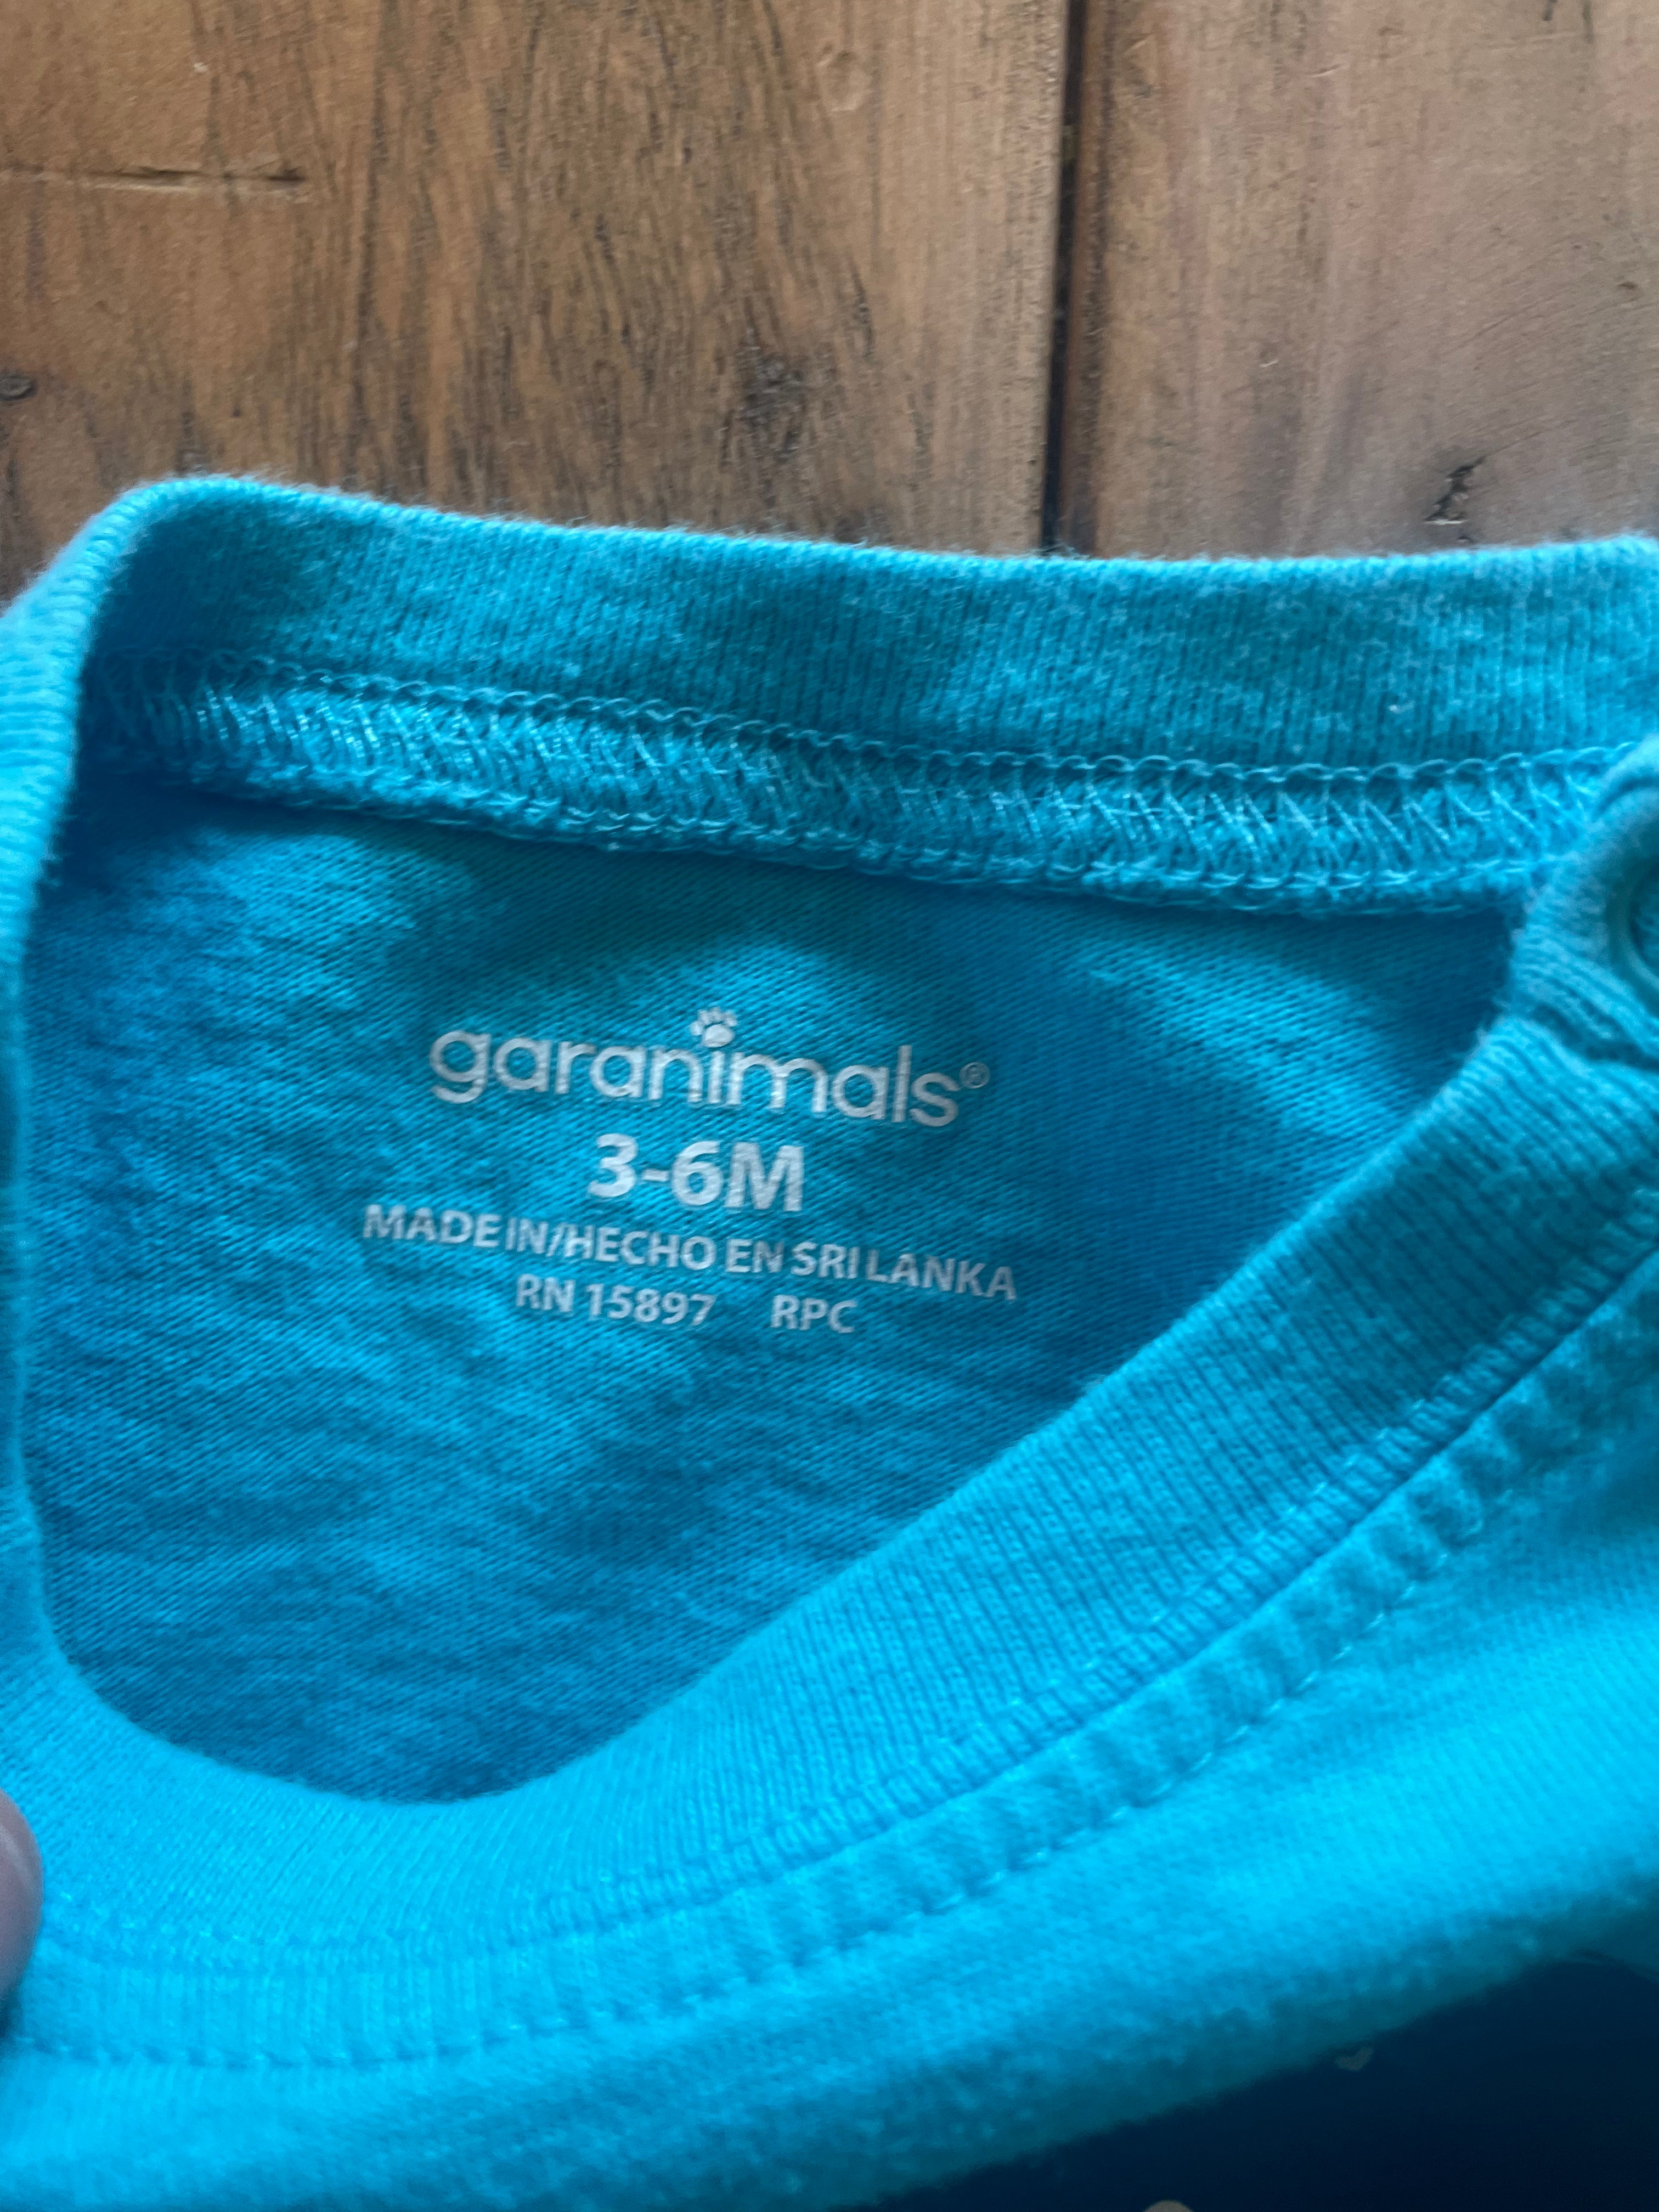 garanimals®
3-6M
MADE IN/HECHO EN SRI LANKA
RN 15897 RPC